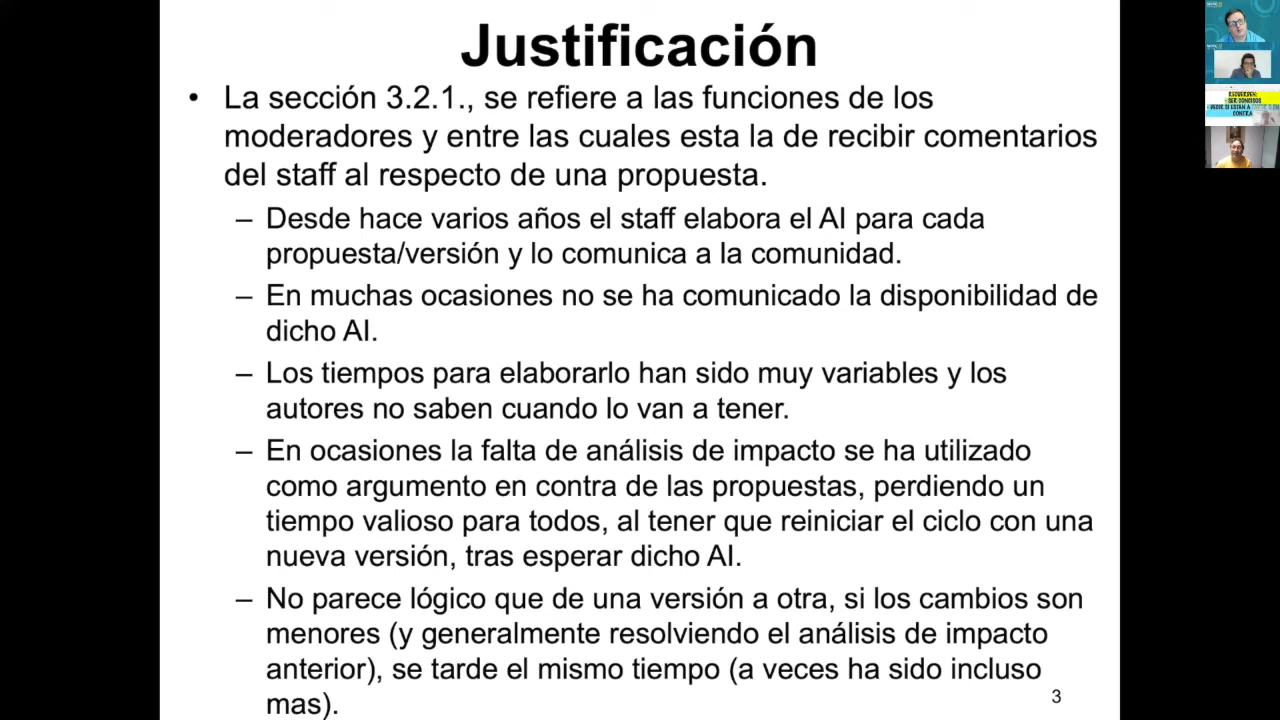 Justificación
• La sección 3.2.1., se refiere a las funciones de los
moderadores y entre las cuales esta la de recibir comentarios
del staff al respecto de una propuesta.
– Desde hace varios años el staff elabora el AI para cada
propuesta/versión y lo comunica a la comunidad.
– En muchas ocasiones no se ha comunicado la disponibilidad de
dicho AI.
– Los tiempos para elaborarlo han sido muy variables y los
autores no saben cuando lo van a tener.
– En ocasiones la falta de análisis de impacto se ha utilizado
como argumento en contra de las propuestas, perdiendo un
tiempo valioso para todos, al tener que reiniciar el ciclo con una
nueva versión, tras esperar dicho AI.
– No parece lógico que de una versión a otra, si los cambios son
menores (y generalmente resolviendo el análisis de impacto
anterior), se tarde el mismo tiempo (a veces ha sido incluso
mas).
3
RECUERDEN:
- SER CONCISOS
CONTRA